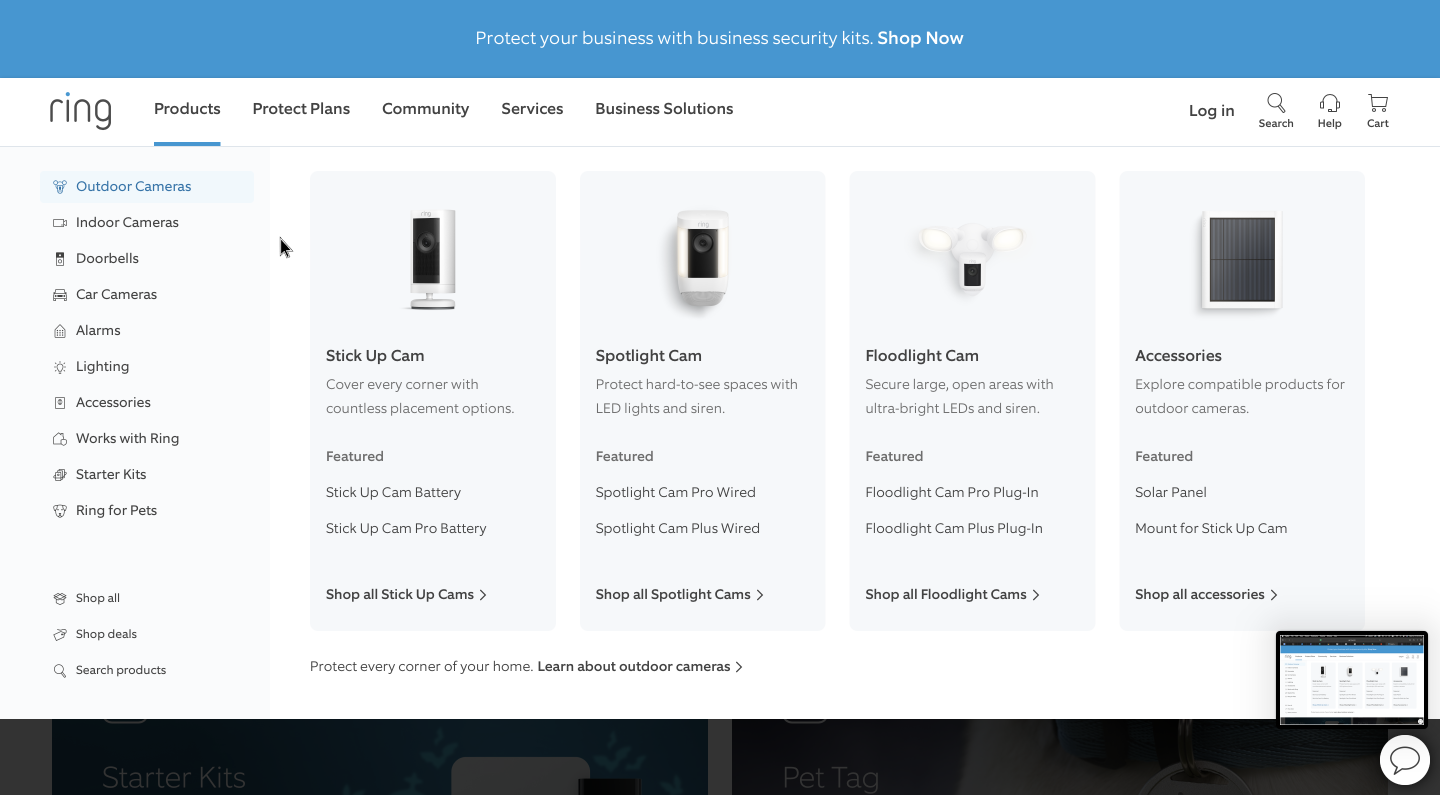 Protect your business with business security kits. Shop Now
ring
Products
Protect Plans
Community
Services
Business Solutions
Log in
Search
Help
Cart
Outdoor Cameras
Indoor Cameras
Doorbells
Car Cameras
Alarms
Lighting
Accessories
Works with Ring
Starter Kits
Ring for Pets
Shop all
Shop deals
Search products
ring
Stick Up Cam
Cover every corner with
countless placement options.
Featured
Stick Up Cam Battery
Stick Up Cam Pro Battery
Shop all Stick Up Cams
ring
Spotlight Cam
Protect hard-to-see spaces with
LED lights and siren.
Featured
Spotlight Cam Pro Wired
Spotlight Cam Plus Wired
Shop all Spotlight Cams
Floodlight Cam
Secure large, open areas with
ultra-bright LEDs and siren.
Featured
Floodlight Cam Pro Plug-In
Floodlight Cam Plus Plug-In
Shop all Floodlight Cams
Accessories
Explore compatible products for
outdoor cameras.
Featured
Solar Panel
Mount for Stick Up Cam
Shop all accessories
Protect every corner of your home. Learn about outdoor cameras
Starter Kits
Pet Tag